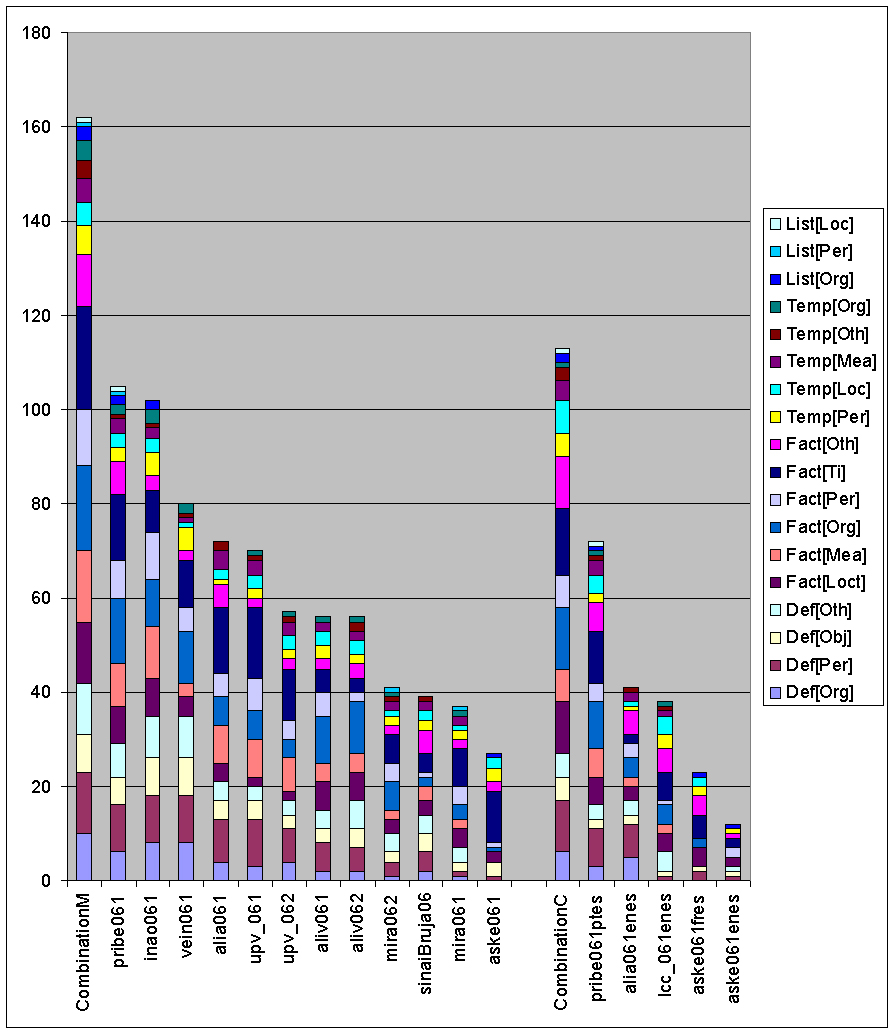 180
160
140
120
100
80
60
40
20
0
CombinationM
pribe061
inao061
vein061
alia061
upv_061
upv_062
aliv061
aliv062
mira062
sinaiBruja06
mira061
aske061
CombinationC
pribe061ptes
alia061enes
lcc_061enes
aske061fres
aske061enes
List[Loc]
List[Per]
List[Org]
Temp[Org]
Temp[Oth]
Temp[Mea]
Temp[Loc]
Temp[Per]
Fact[Oth]
Fact[Ti]
Fact[Per]
Fact[Org]
Fact[Mea]
Fact[Loct]
Def[Oth]
Def[Obj]
Def[Per]
Def[Org]